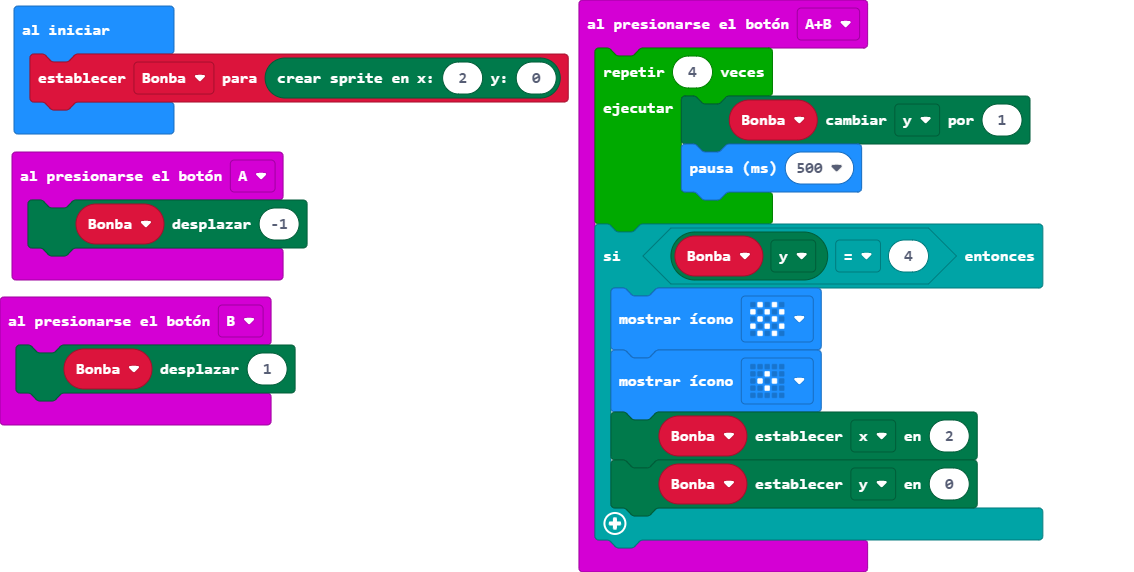 al iniciar
establecer Bonba para crear sprite en x: 2 y: 0
al presionarse el botón A
Bonba desplazar -1
al presionarse el botón B
Bonba desplazar 1
al presionarse el botón A+B
repetir 4 veces
ejecutar
Bonba cambiar y por 1
pausa (ms) 500
si Bonba y = 4 entonces
mostrar ícono
mostrar ícono
Bonba establecer x en 2
Bonba establecer y en 0